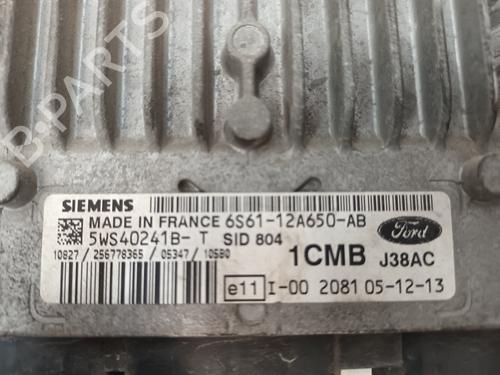 B-PARTS
SIEMENS
MADE IN FRANCE 6S61-12A650-AB
5WS40241B- T SID 804
10827 / 256778365 / 05347 / 10580
Ford
1CMB J38AC
e11 I-00 2081 05-12-13